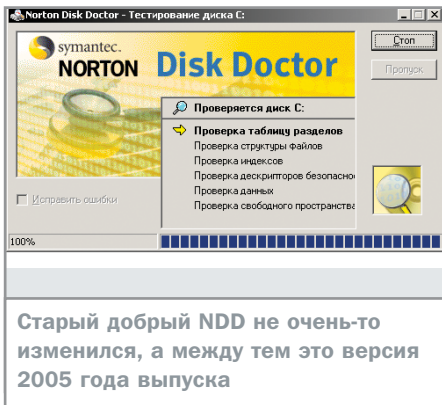 Norton Disk Doctor - Тестирование диска C:
symantec.
NORTON Disk Doctor
Стоп
Пропуск
Проверяется диск C:
Проверка таблицу разделов
Проверка структуры файлов
Проверка индексов
Проверка дескрипторов безопасно
Проверка данных
Проверка свободного пространства
Исправить ошибки
100%
Старый добрый NDD не очень-то
изменился, а между тем это версия
2005 года выпуска